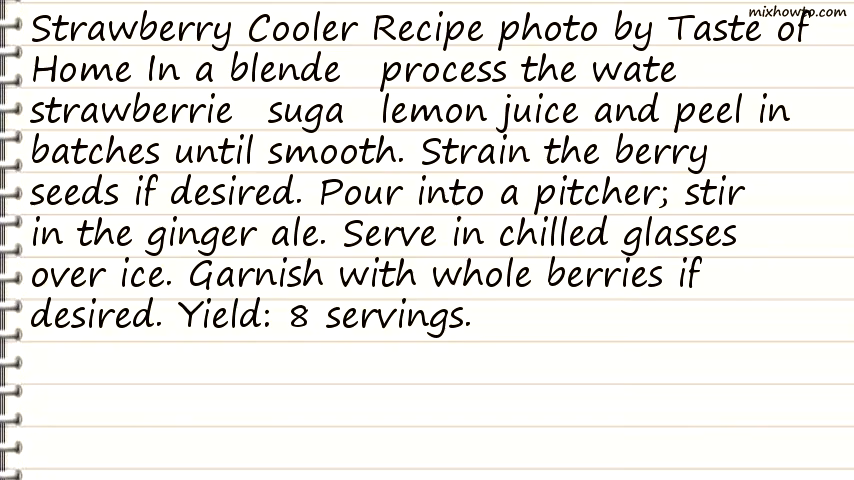 mixhowto.com
Strawberry Cooler Recipe photo by Taste of
Home In a blende process the wate
strawberrie suga lemon juice and peel in
batches until smooth. Strain the berry
seeds if desired. Pour into a pitcher; stir
in the ginger ale. Serve in chilled glasses
over ice. Garnish with whole berries if
desired. Yield: 8 servings.